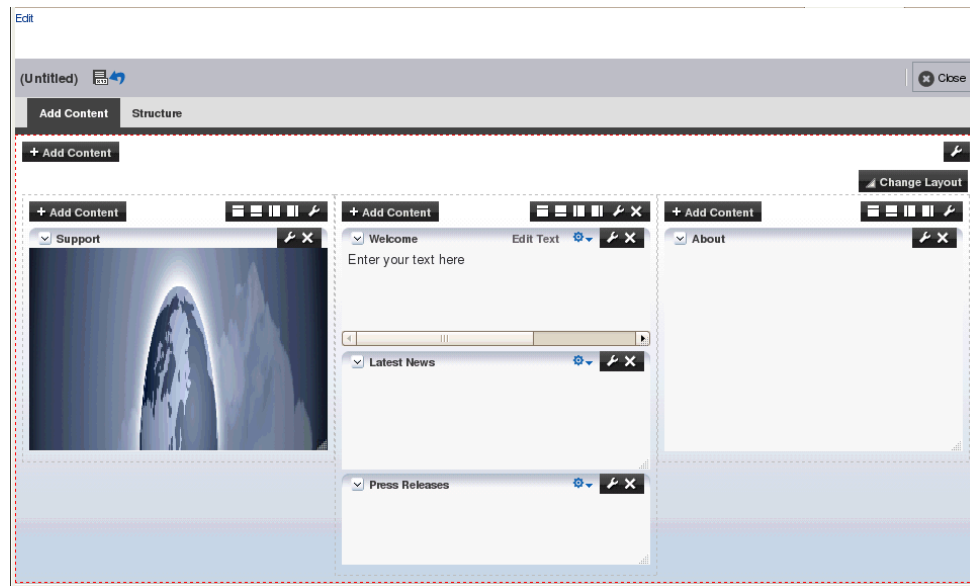 Edit
(Untitled)
Close
Add Content Structure
+ Add Content
Change Layout
+ Add Content + Add Content + Add Content
Support Welcome Edit Text About
Enter your text here
Latest News
Press Releases